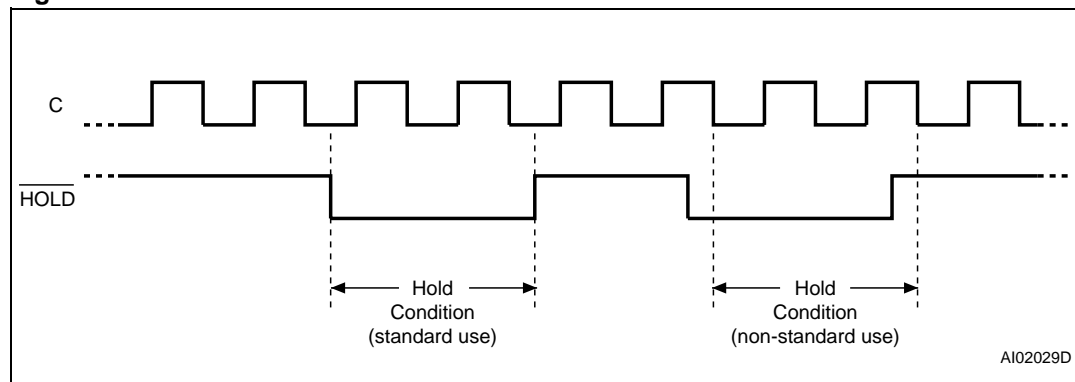 C
HOLD
Hold
Condition
(standard use)
Hold
Condition
(non-standard use)
AI02029D